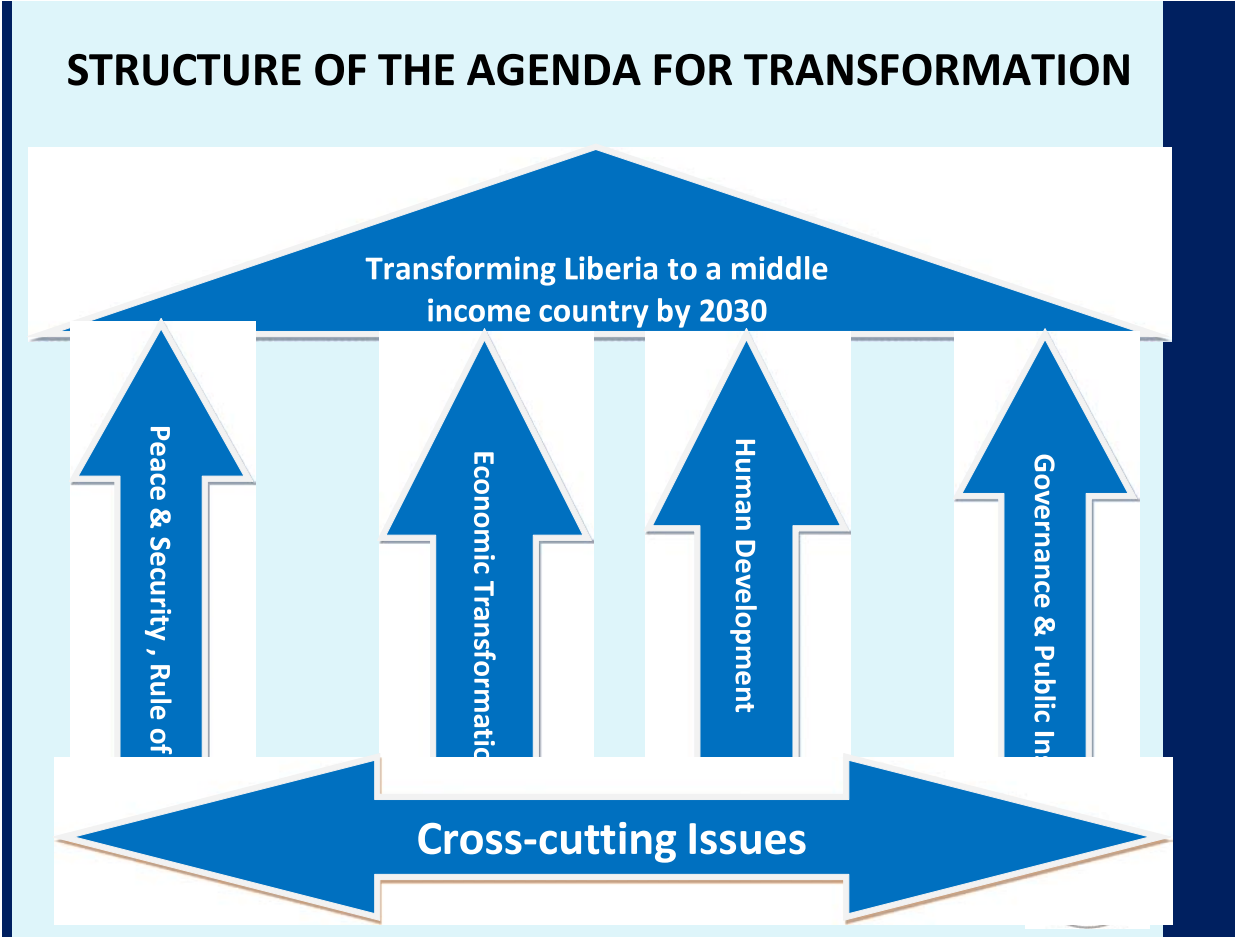 STRUCTURE OF THE AGENDA FOR TRANSFORMATION
Transforming Liberia to a middle
income country by 2030
Peace & Security , Rule of
Economic Transformatio
Human Development
Governance & Public Ins
Cross-cutting Issues